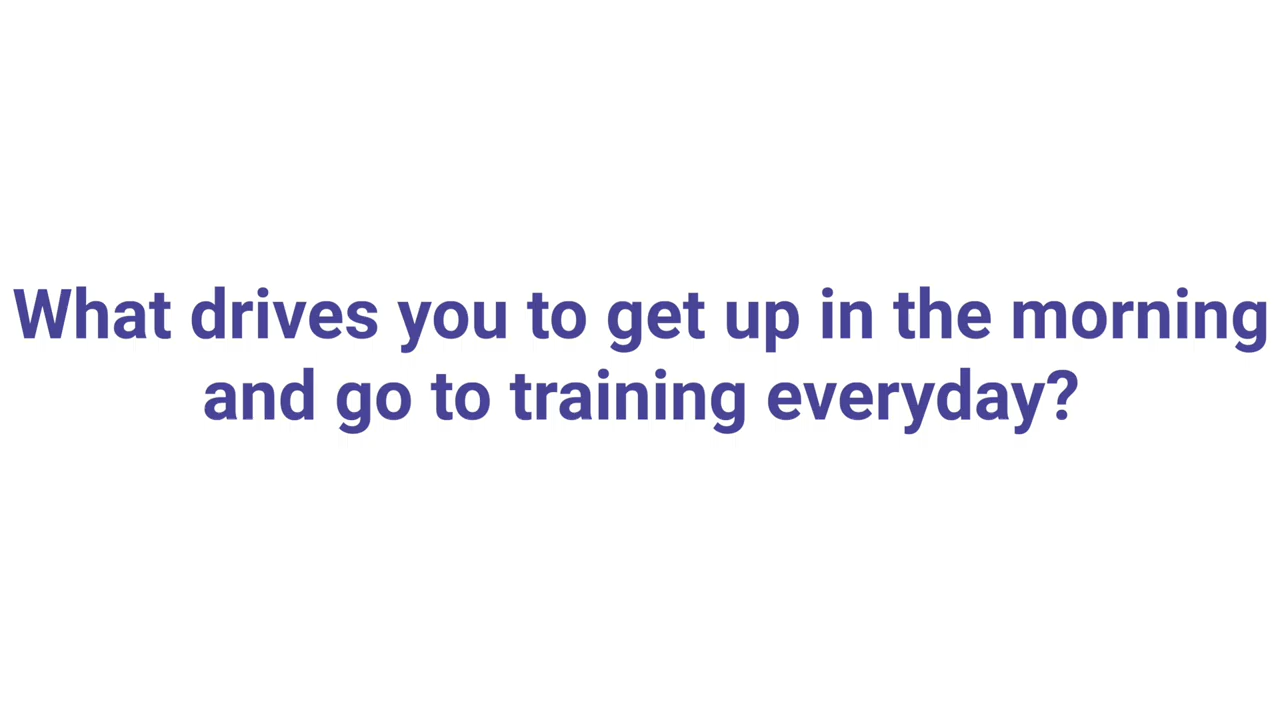 What drives you to get up in the morning
and go to training everyday?